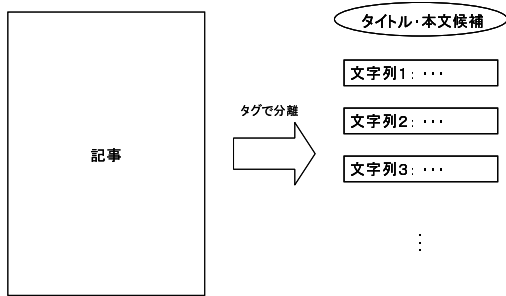 タイトル・本文候補
文字列1：・・・
タグで分離
文字列2：・・・
記事
文字列3：・・・
⋮